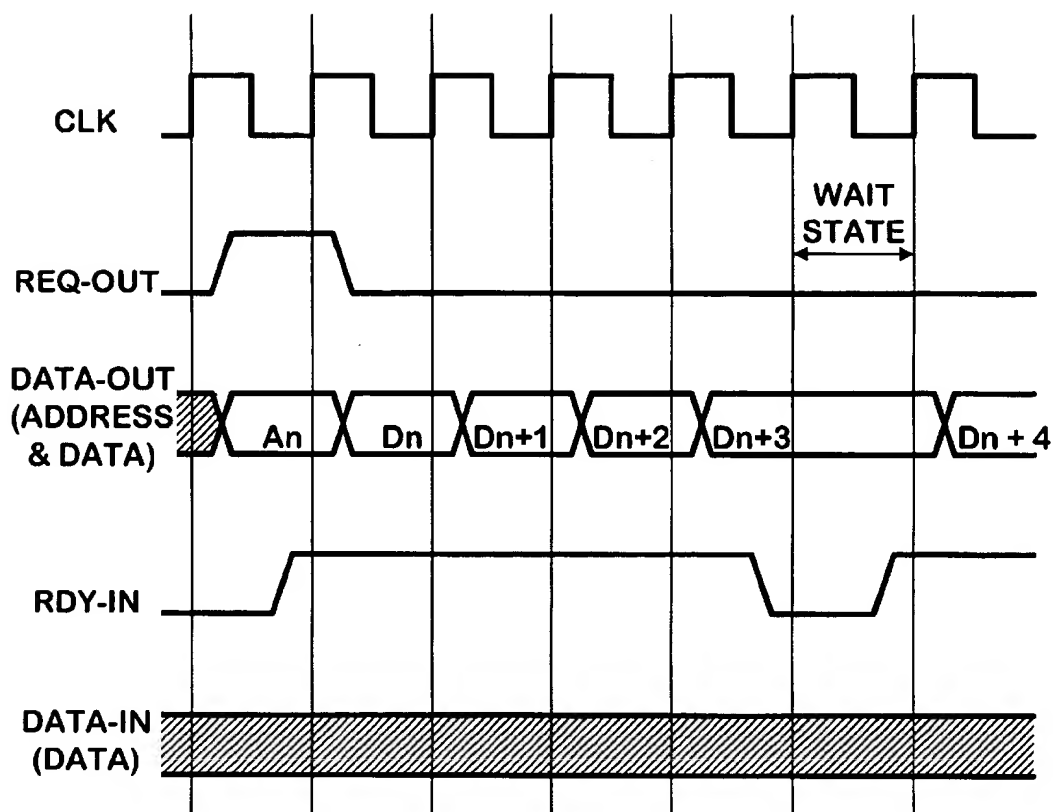 CLK
WAIT
STATE
REQ-OUT
DATA-OUT
(ADDRESS
& DATA)
An Dn Dn+1 Dn+2 Dn+3 Dn + 4
RDY-IN
DATA-IN
(DATA)